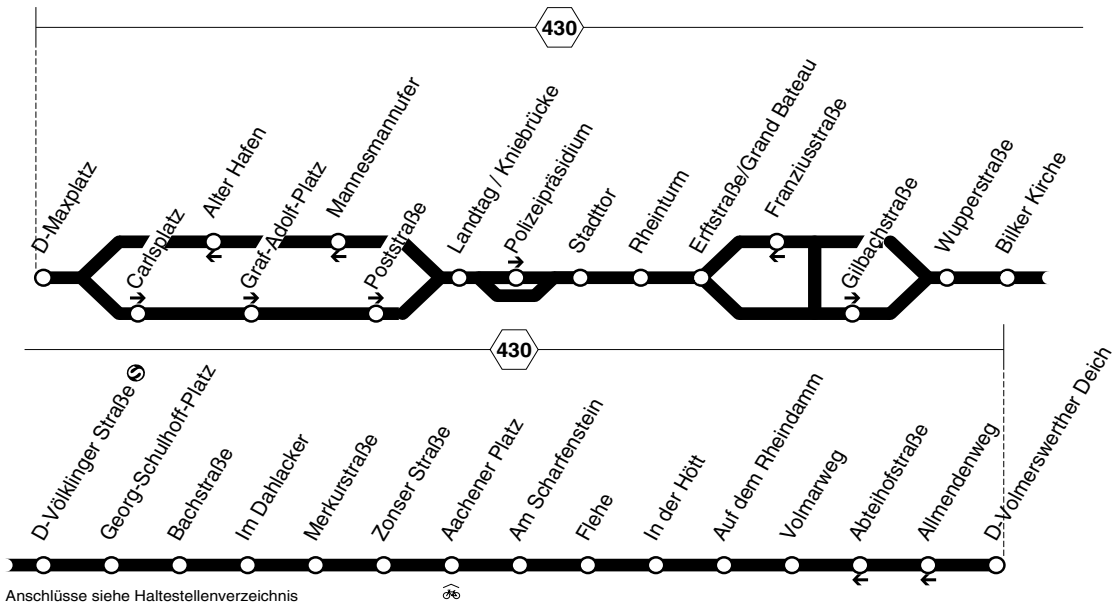 430
D-Maxplatz
Carlsplatz
Alter Hafen
Graf-Adolf-Platz
Mannesmannufer
Poststraße
Landtag / Kniebrücke
Polizeipräsidium
Stadttor
Rheinturm
Erftstraße/Grand Bateau
Franziusstraße
Gilbachstraße
Wupperstraße
Bilker Kirche
430
D-Völklinger Straße S
Georg-Schulhoff-Platz
Bachstraße
Im Dahlacker
Merkurstraße
Zonser Straße
Aachener Platz
Am Scharfenstein
Flehe
In der Hött
Auf dem Rheindamm
Volmarweg
Abteihofstraße
Allmendenweg
D-Volmerswerther Deich
Anschlüsse siehe Haltestellenverzeichnis